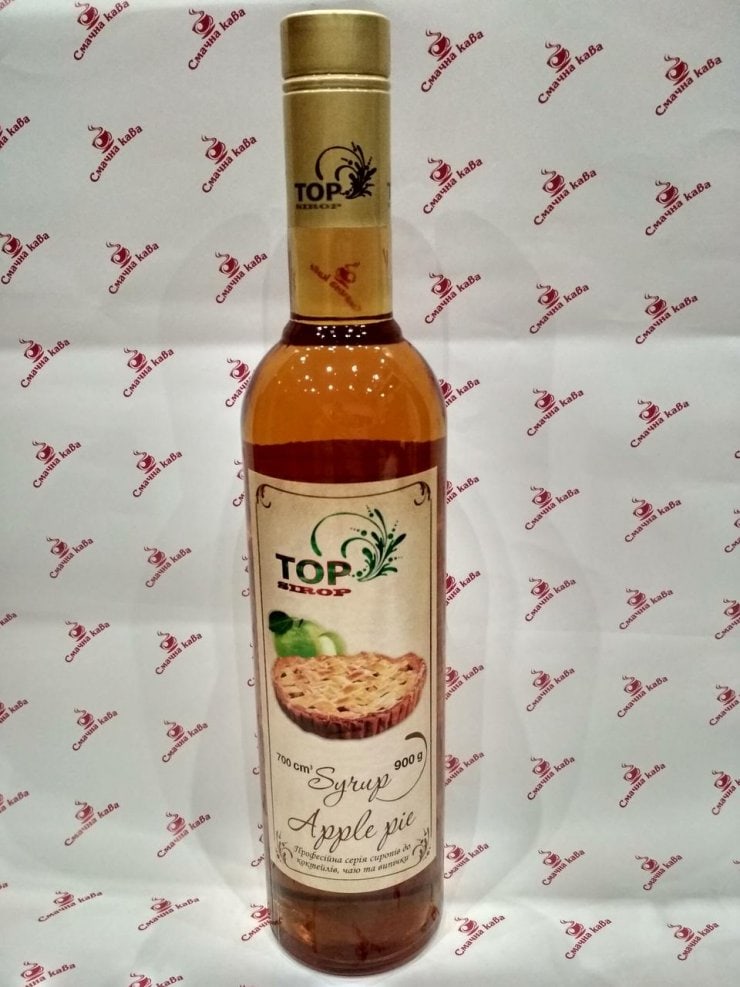 Смачна кава
TOP
SIROP
TOP
SIROP
700 cm³
900 g
Syrup
Apple pie
Професійна серія сиропів до
коктейлів, чаю та випічки